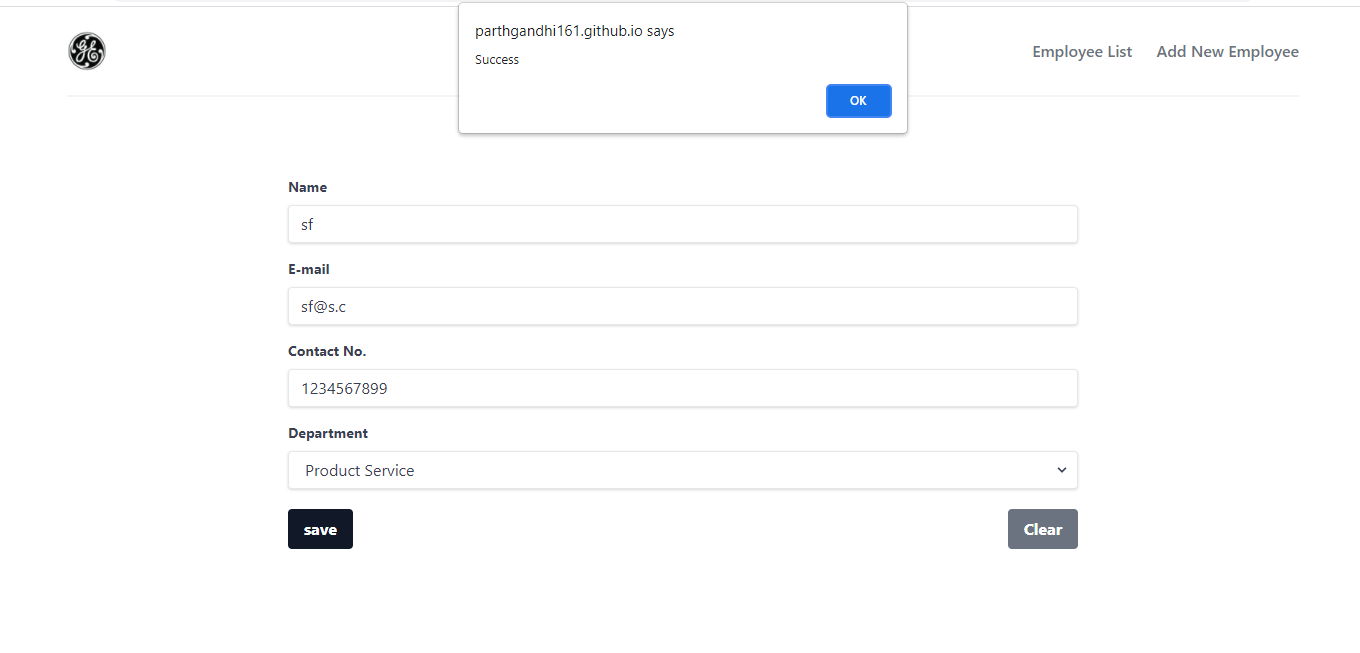 parthgandhi161.github.io says
Success
OK
GE
Employee List Add New Employee
Name
sf
E-mail
sf@s.c
Contact No.
1234567899
Department
Product Service
save Clear